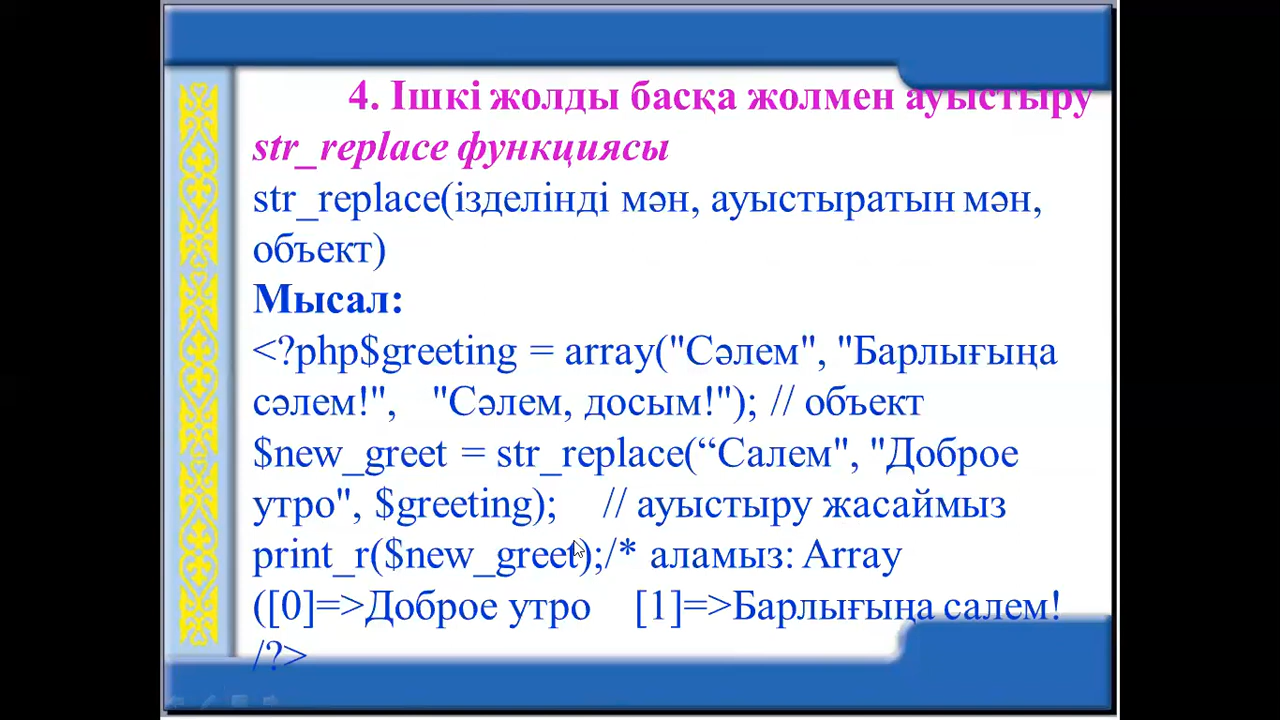 4. Ішкі жолды басқа жолмен ауыстыру
str_replace функциясы
str_replace(ізделінді мән, ауыстыратын мән,
объект)
Мысал:
<?php$greeting = array("Сәлем", "Барлығыңа
сәлем!", "Сәлем, досым!"); // объект
$new_greet = str_replace(“Салем", "Доброе
утро", $greeting); // ауыстыру жасаймыз
print_r($new_greet);/* аламыз: Array
([0]=>Доброе утро [1]=>Барлығыңа салем!
/?>